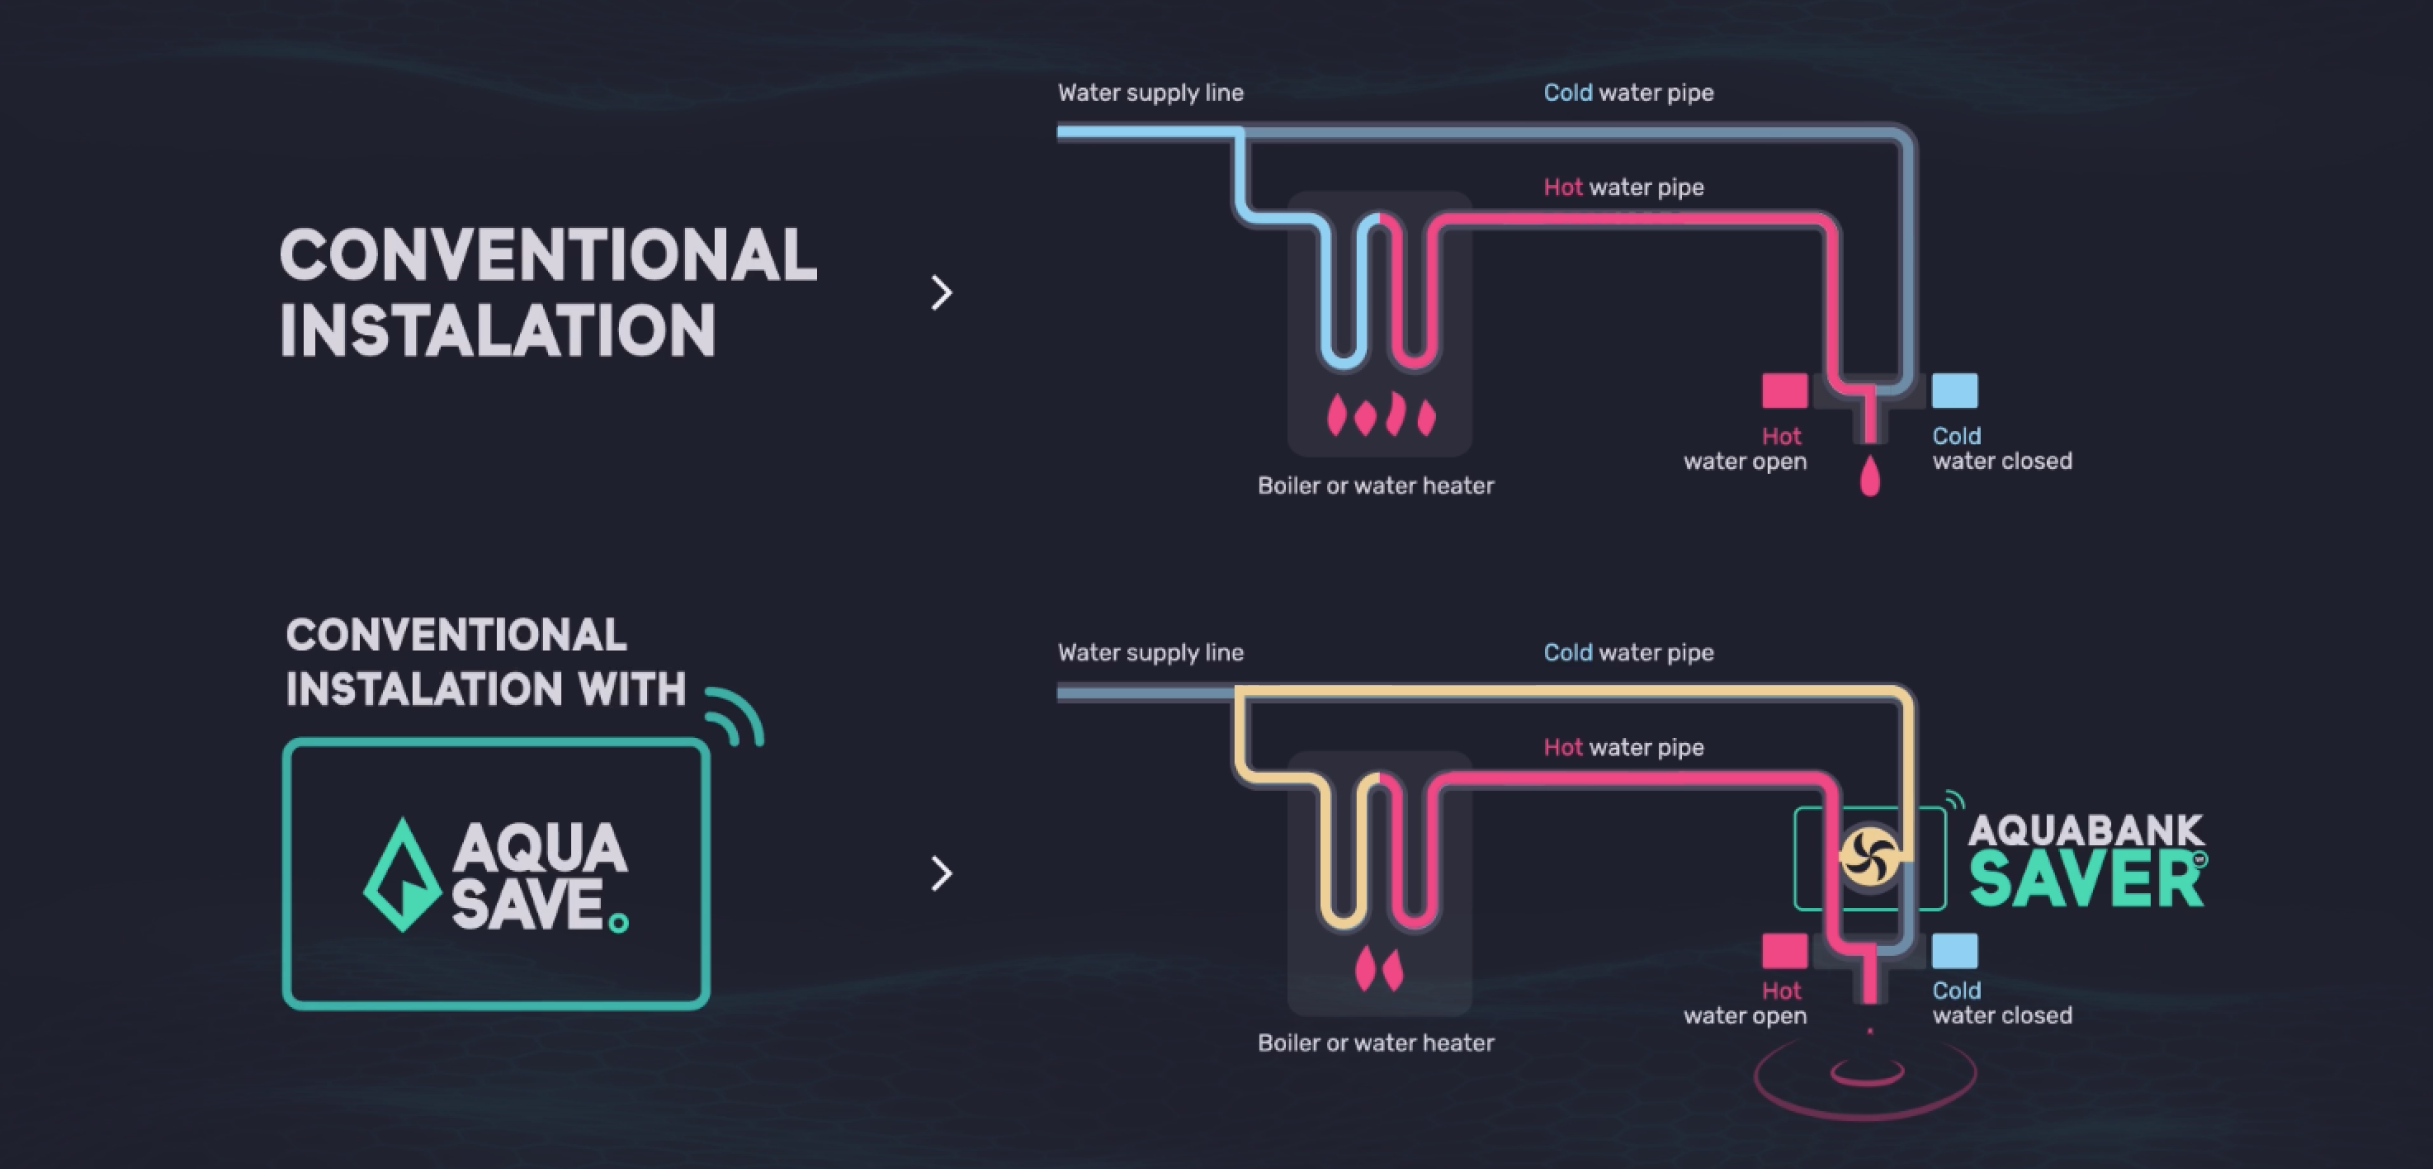 Water supply line
Cold water pipe
Hot water pipe
CONVENTIONAL
INSTALATION
Hot
water open
Cold
water closed
Boiler or water heater
CONVENTIONAL
INSTALATION WITH
AQUA
SAVE
Water supply line
Cold water pipe
Hot water pipe
AQUABANK
SAVER
Hot
water open
Cold
water closed
Boiler or water heater